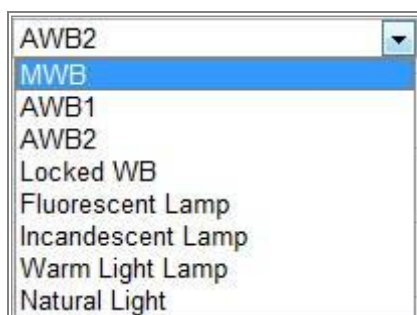 AWB2
MWB
AWB1
AWB2
Locked WB
Fluorescent Lamp
Incandescent Lamp
Warm Light Lamp
Natural Light